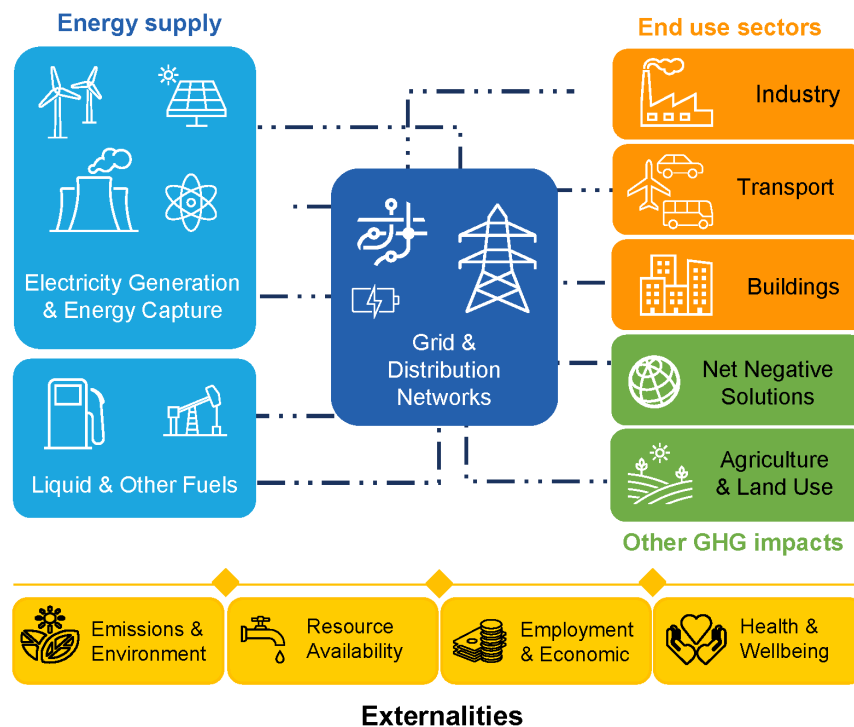 Energy supply
Electricity Generation
& Energy Capture
Liquid & Other Fuels
Grid &
Distribution
Networks
End use sectors
Industry
Transport
Buildings
Net Negative
Solutions
Agriculture
& Land Use
Other GHG impacts
Emissions &
Environment
Resource
Availability
Employment
& Economic
Health &
Wellbeing
Externalities